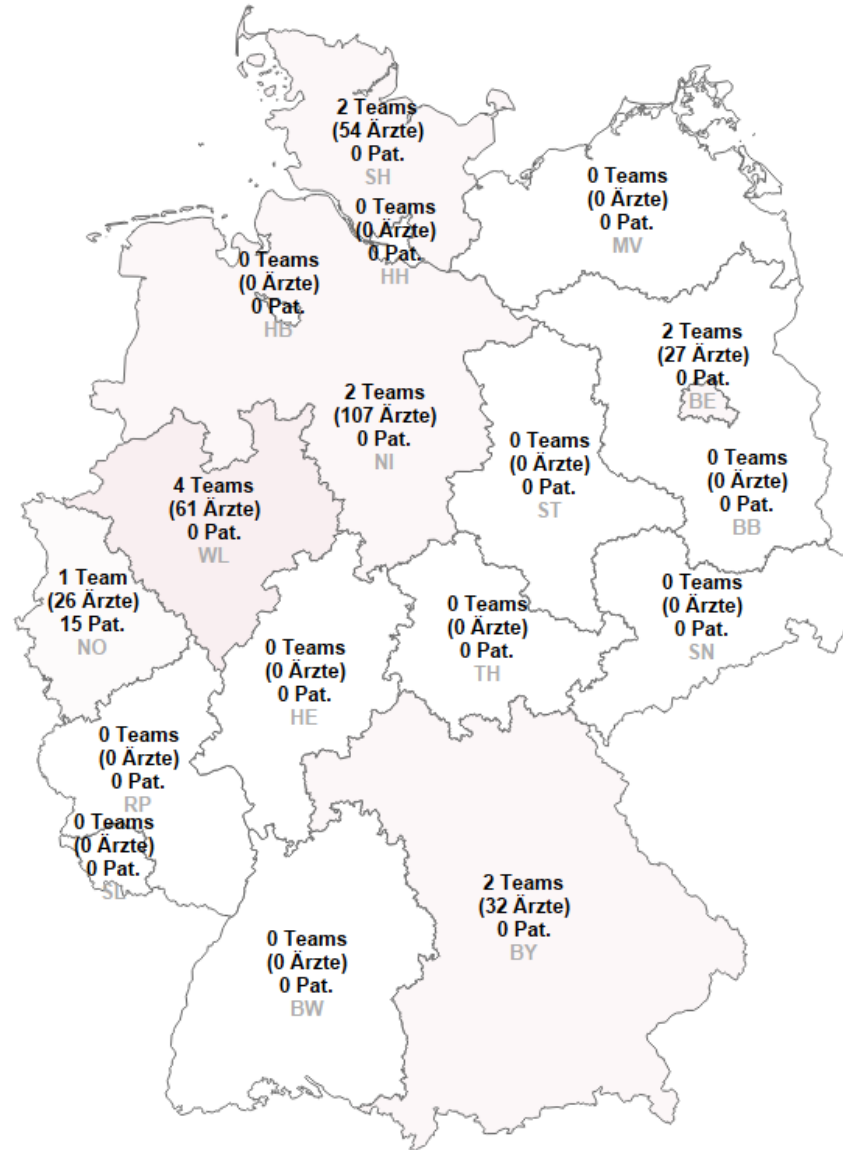 2 Teams
(54 Ärzte)
0 Pat.
SH
0 Teams
(0 Ärzte)
0 Pat.
MV
0 Teams
(0 Ärzte)
0 Pat.
HH
0 Teams
(0 Ärzte)
0 Pat.
HB
2 Teams
(27 Ärzte)
0 Pat.
BE
2 Teams
(107 Ärzte)
0 Pat.
NI
0 Teams
(0 Ärzte)
0 Pat.
ST
0 Teams
(0 Ärzte)
0 Pat.
BB
4 Teams
(61 Ärzte)
0 Pat.
WL
1 Team
(26 Ärzte)
15 Pat.
NO
0 Teams
(0 Ärzte)
0 Pat.
SN
0 Teams
(0 Ärzte)
0 Pat.
TH
0 Teams
(0 Ärzte)
0 Pat.
HE
0 Teams
(0 Ärzte)
0 Pat.
RP
0 Teams
(0 Ärzte)
0 Pat.
SL
2 Teams
(32 Ärzte)
0 Pat.
BY
0 Teams
(0 Ärzte)
0 Pat.
BW